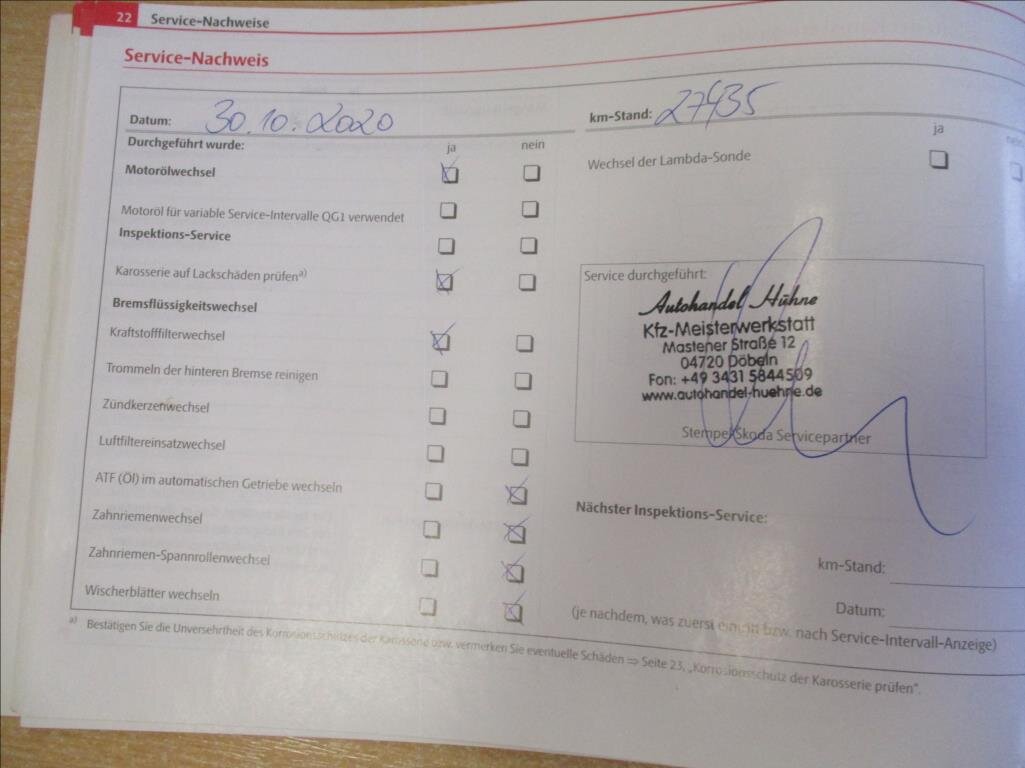 22 Service-Nachweise
Service-Nachweis
Datum: 30.10.2020
km-Stand: 27435
Durchgeführt wurde: ja nein
ja nein
Motorölwechsel
Wechsel der Lambda-Sonde
Motoröl für variable Service-Intervalle QG1 verwendet
Inspektions-Service
Karosserie auf Lackschäden prüfen a)
Bremsflüssigkeitswechsel
Kraftstofffilterwechsel
Trommeln der hinteren Bremse reinigen
Zündkerzenwechsel
Luftfiltereinsatzwechsel
ATF (Öl) im automatischen Getriebe wechseln
Zahnriemenwechsel
Zahnriemen-Spannrollenwechsel
Wischerblätter wechseln
Service durchgeführt:
Autohandel Hühne
Kfz-Meisterwerkstatt
Mastener Straße 12
04720 Döbeln
Fon: +49 3431 5844509
www.autohandel-huehne.de
Stempel Skoda Servicepartner
Nächster Inspektions-Service:
km-Stand:
Datum:
(je nachdem, was zuerst eintritt bzw. nach Service-Intervall-Anzeige)
a) Bestätigen Sie die Unversehrtheit des Korrosionsschutzes der Karosserie bzw. vermerken Sie eventuelle Schäden ⇒ Seite 23, „Korrosionsschutz der Karosserie prüfen".